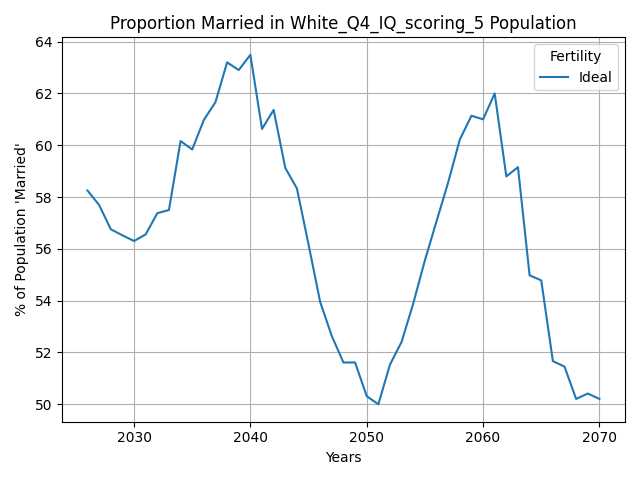 Proportion Married in White_Q4_IQ_scoring_5 Population
Fertility
Ideal
% of Population 'Married'
64
62
60
58
56
54
52
50
2030
2040
2050
2060
2070
Years